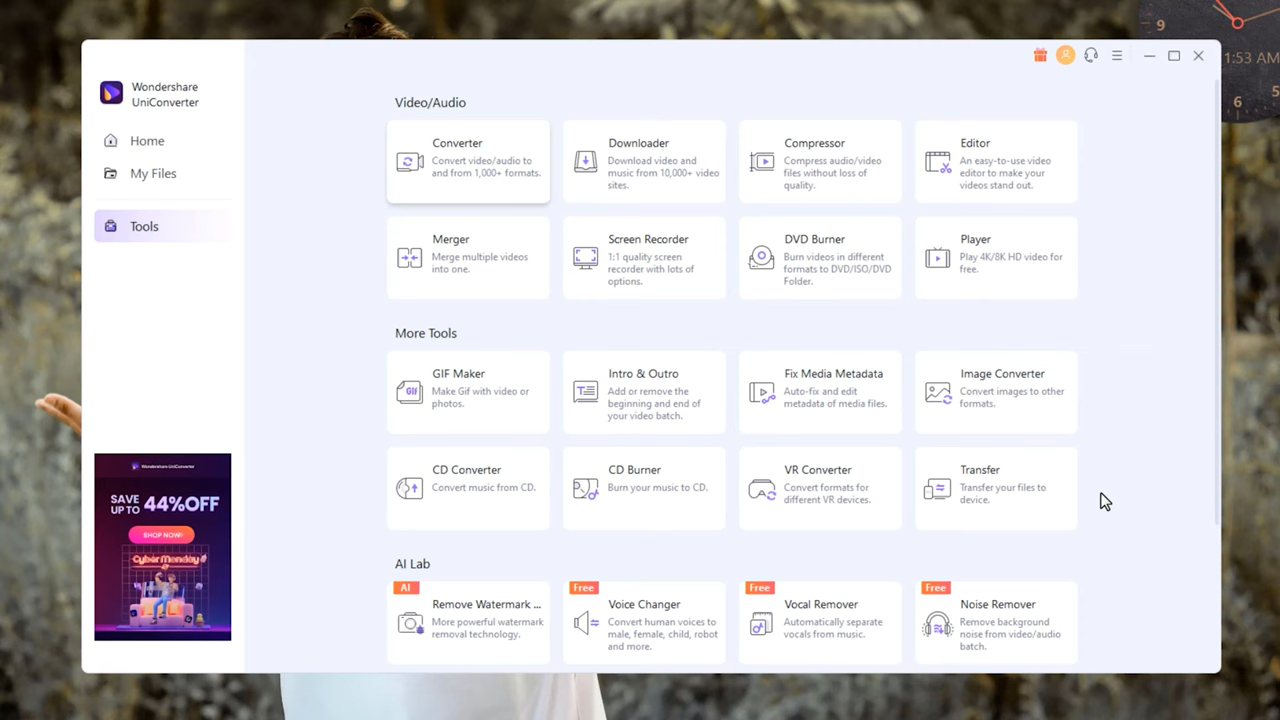 9
1:53 AM
5
6
Wondershare
UniConverter
Home
My Files
Tools
Wondershare UniConverter
SAVE
UP TO 44%OFF
SHOP NOW
Cyber Monday
Video/Audio
Converter
Convert video/audio to
and from 1,000+ formats.
Downloader
Download video and
music from 10,000+ video
sites.
Compressor
Compress audio/video
files without loss of
quality.
Editor
An easy-to-use video
editor to make your
videos stand out.
Merger
Merge multiple videos
into one.
Screen Recorder
1:1 quality screen
recorder with lots of
options.
DVD Burner
Burn videos in different
formats to DVD/ISO/DVD
Folder.
Player
Play 4K/8K HD video for
free.
More Tools
GIF
GIF Maker
Make Gif with video or
photos.
Intro & Outro
Add or remove the
beginning and end of
your video batch.
Fix Media Metadata
Auto-fix and edit
metadata of media files.
Image Converter
Convert images to other
formats.
CD Converter
Convert music from CD.
CD Burner
Burn your music to CD.
VR Converter
Convert formats for
different VR devices.
Transfer
Transfer your files to
device.
AI Lab
AI
Remove Watermark ...
More powerful watermark
removal technology.
Free
Voice Changer
Convert human voices to
male, female, child, robot
and more.
Free
Vocal Remover
Automatically separate
vocals from music.
Free
Noise Remover
Remove background
noise from video/audio
batch.